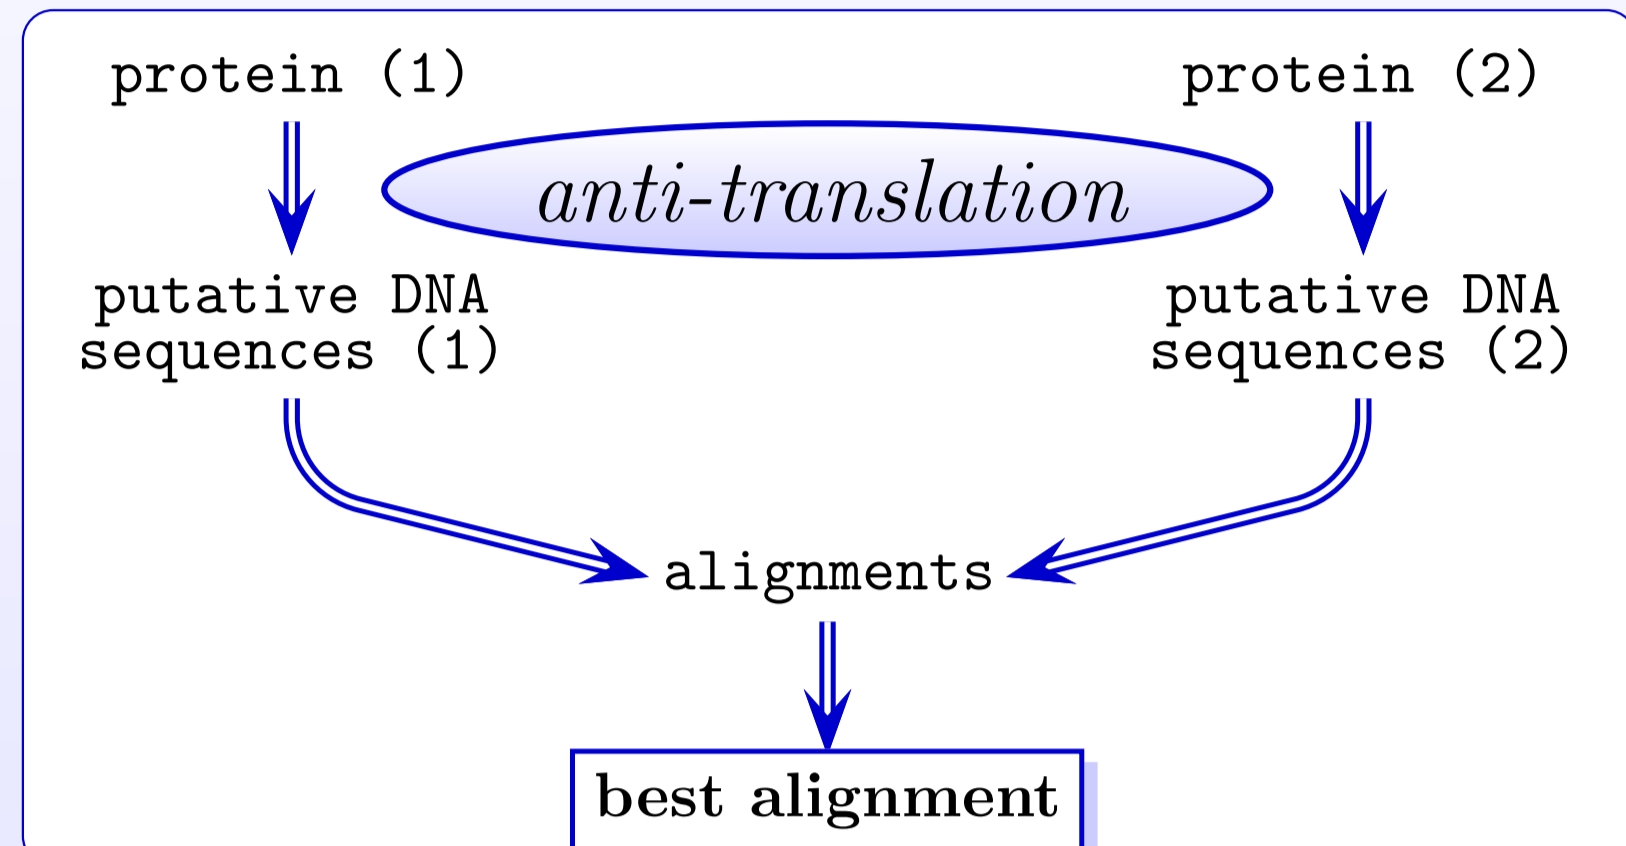 protein (1)
protein (2)
anti-translation
putative DNA
sequences (1)
putative DNA
sequences (2)
alignments
best alignment